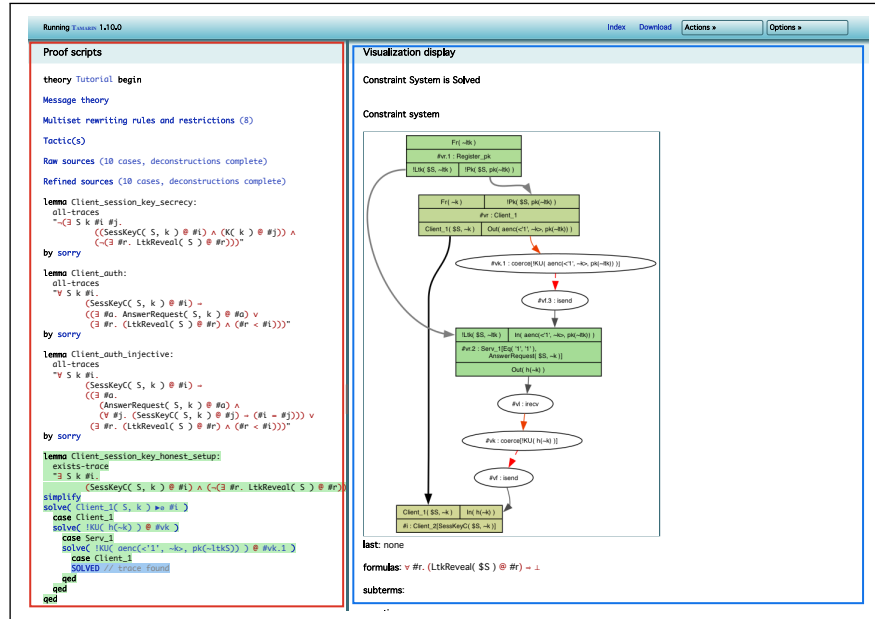 Running TAMARIN 1.10.0
Index Download Actions » Options »
Proof scripts
theory Tutorial begin
Message theory
Multiset rewriting rules and restrictions (8)
Tactic(s)
Raw sources (10 cases, deconstructions complete)
Refined sources (10 cases, deconstructions complete)
lemma Client_session_key_secrecy:
all-traces
"¬(∃ S k #i #j.
((SessKeyC( S, k ) @ #i) ∧ (K( k ) @ #j)) ∧
(¬(∃ #r. LtkReveal( S ) @ #r)))"
by sorry
lemma Client_auth:
all-traces
"∀ S k #i.
(SessKeyC( S, k ) @ #i) ⇒
((∃ #a. AnswerRequest( S, k ) @ #a) ∨
(∃ #r. (LtkReveal( S ) @ #r) ∧ (#r < #i)))"
by sorry
lemma Client_auth_injective:
all-traces
"∀ S k #i.
(SessKeyC( S, k ) @ #i) ⇒
((∃ #a.
(AnswerRequest( S, k ) @ #a) ∧
(∀ #j. (SessKeyC( S, k ) @ #j) ⇒ (#i = #j))) ∨
(∃ #r. (LtkReveal( S ) @ #r) ∧ (#r < #i)))"
by sorry
lemma Client_session_key_honest_setup:
exists-trace
"∃ S k #i.
(SessKeyC( S, k ) @ #i) ∧ (¬(∃ #r. LtkReveal( S ) @ #r))
simplify
solve( Client_1( S, k ) ▶₀ #i )
case Client_1
solve( !KU( h(~k) ) @ #vk )
case Serv_1
solve( !KU( aenc(<'1', ~k>, pk(~ltkS)) ) @ #vk.1 )
case Client_1
SOLVED // trace found
qed
qed
qed
Visualization display
Constraint System is Solved
Constraint system
Fr( ~ltk )
#vr.1 : Register_pk
!Ltk( $S, ~ltk ) !Pk( $S, pk(~ltk) )
Fr( ~k ) !Pk( $S, pk(~ltk) )
#vr : Client_1
Client_1( $S, ~k ) Out( aenc(<'1', ~k>, pk(~ltk)) )
#vk.1 : coerce[!KU( aenc(<'1', ~k>, pk(~ltk)) )]
#vf.3 : isend
!Ltk( $S, ~ltk ) In( aenc(<'1', ~k>, pk(~ltk)) )
#vr.2 : Serv_1[Eq( '1', '1' ),
AnswerRequest( $S, ~k )]
Out( h(~k) )
#vl : irecv
#vk : coerce[!KU( h(~k) )]
#vf : isend
Client_1( $S, ~k ) In( h(~k) )
#i : Client_2[SessKeyC( $S, ~k )]
last: none
formulas: ∀ #r. (LtkReveal( $S ) @ #r) ⇒ ⊥
subterms: